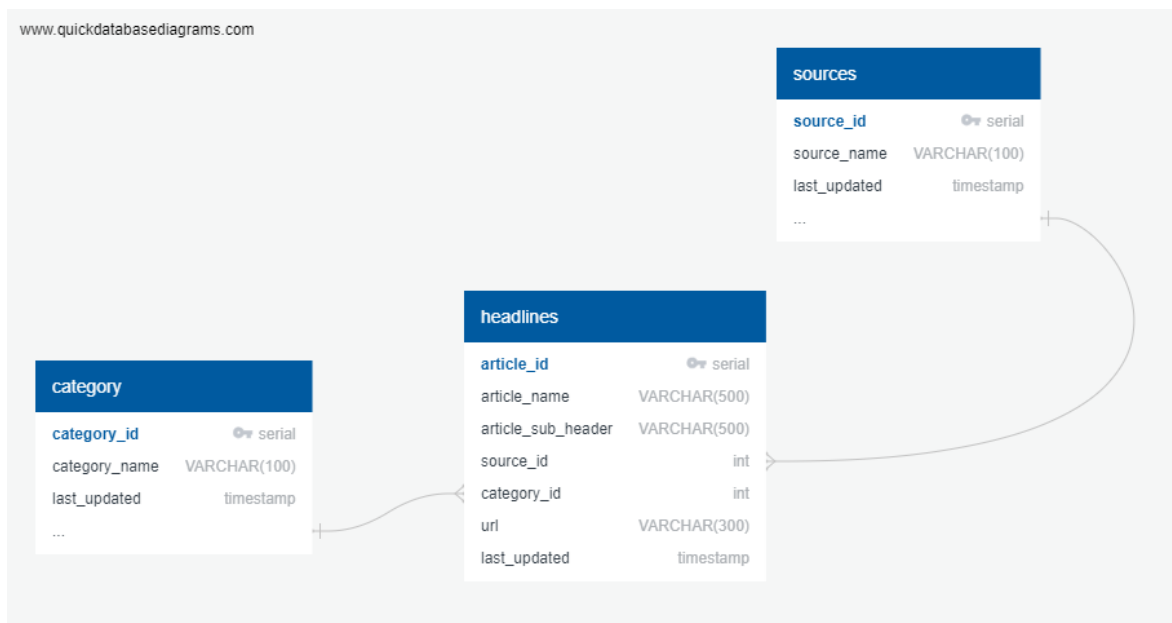 www.quickdatabasediagrams.com
sources
source_id serial
source_name VARCHAR(100)
last_updated timestamp
...
headlines
article_id serial
article_name VARCHAR(500)
article_sub_header VARCHAR(500)
source_id int
category_id int
url VARCHAR(300)
last_updated timestamp
category
category_id serial
category_name VARCHAR(100)
last_updated timestamp
...